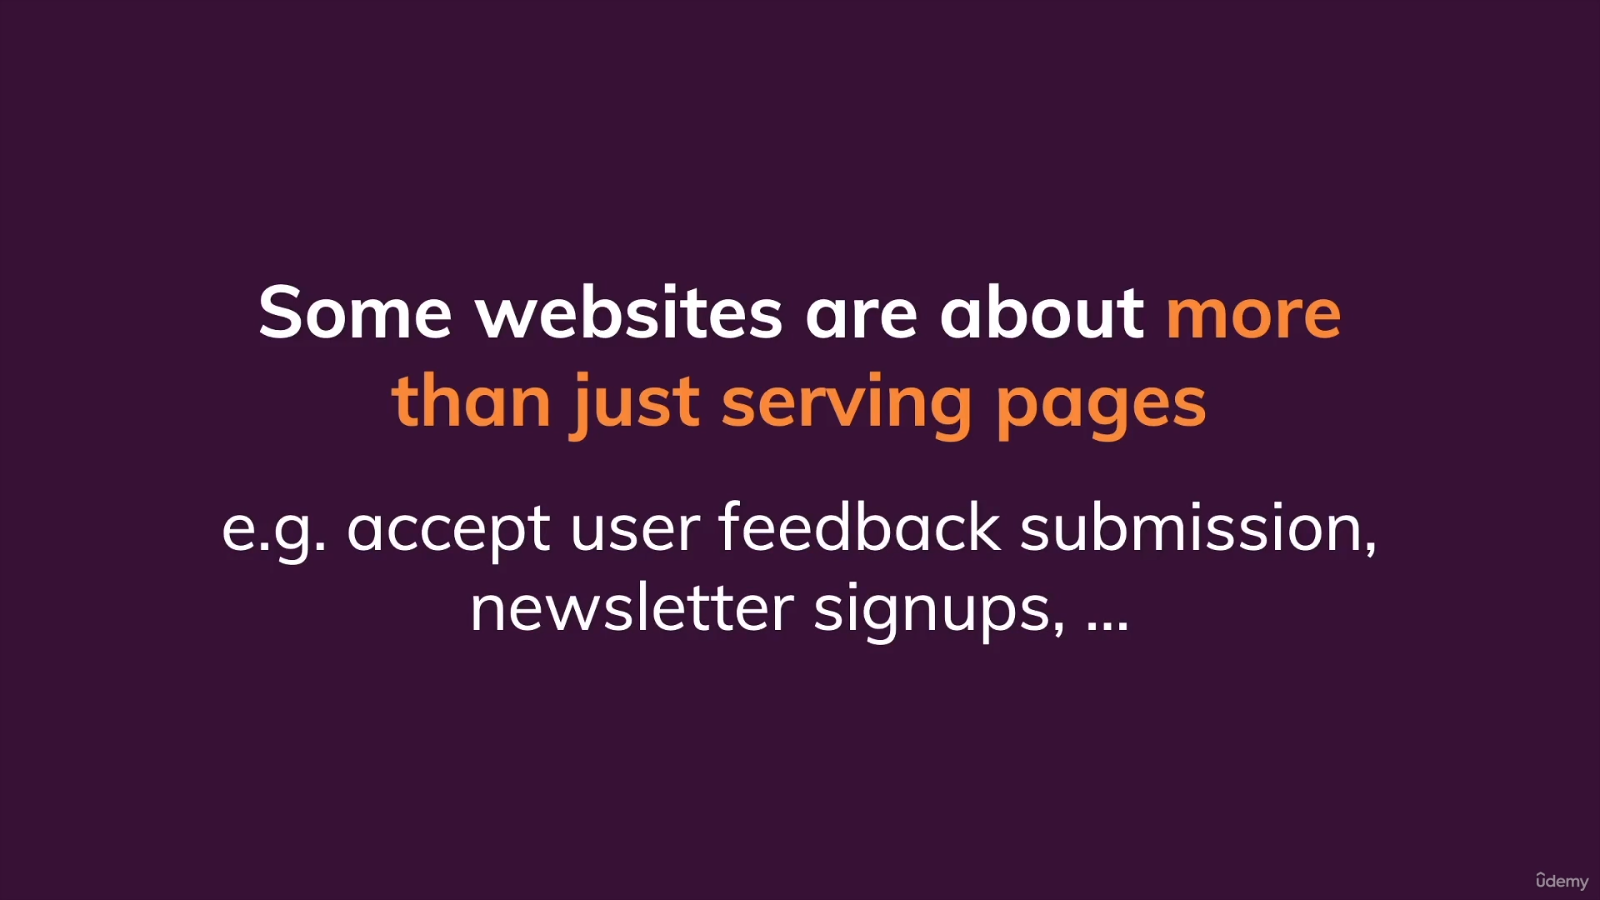 Some websites are about more
than just serving pages
e.g. accept user feedback submission,
newsletter signups, ...
ûdemy